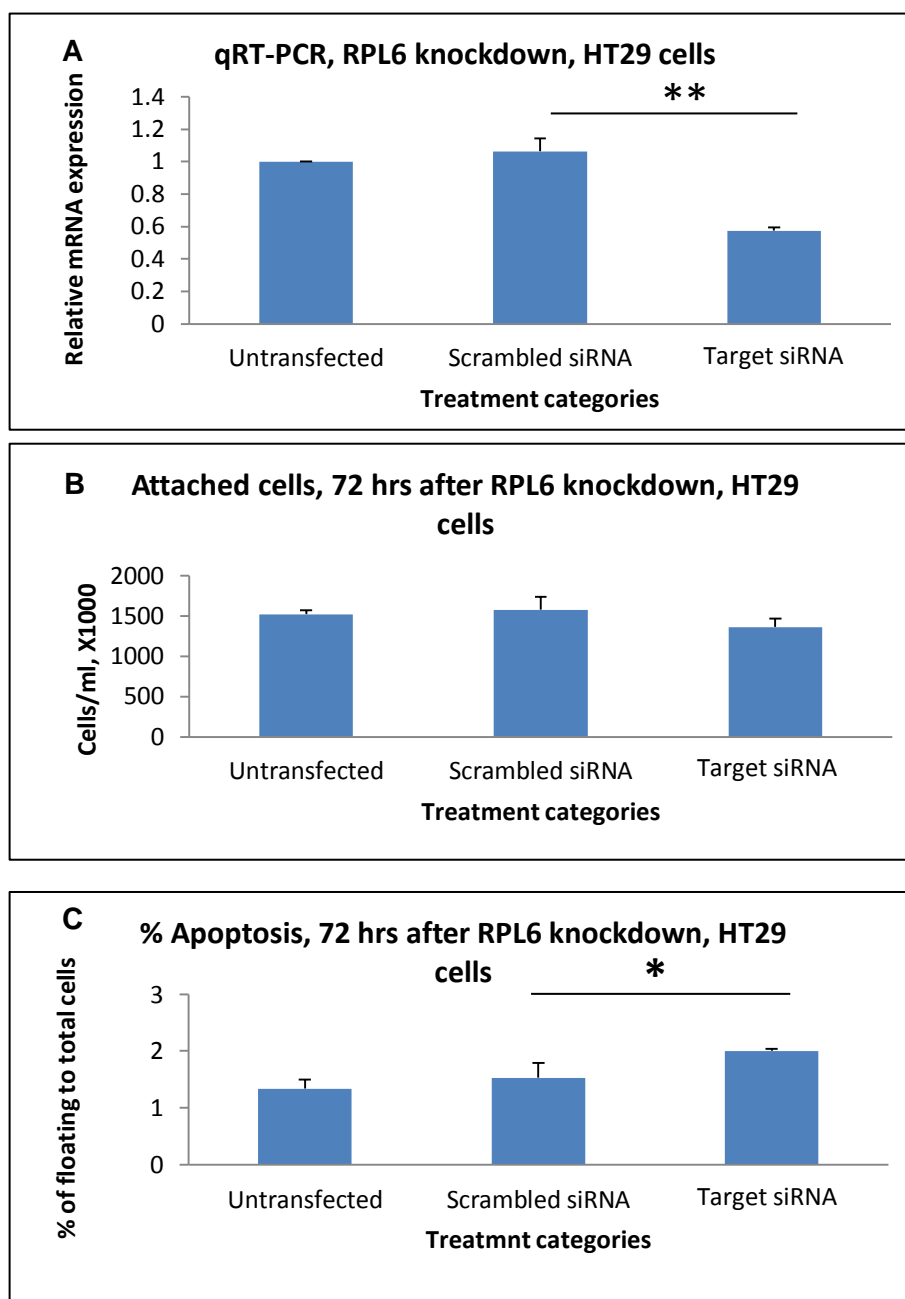 A
qRT-PCR, RPL6 knockdown, HT29 cells
**
Relative mRNA expression
1.4
1.2
1
0.8
0.6
0.4
0.2
0
Untransfected
Scrambled siRNA
Target siRNA
Treatment categories
B
Attached cells, 72 hrs after RPL6 knockdown, HT29
cells
Cells/ml, X1000
2000
1500
1000
500
0
Untransfected
Scrambled siRNA
Target siRNA
Treatment categories
C
% Apoptosis, 72 hrs after RPL6 knockdown, HT29
cells
*
% of floating to total cells
3
2
1
0
Untransfected
Scrambled siRNA
Target siRNA
Treatmnt categories